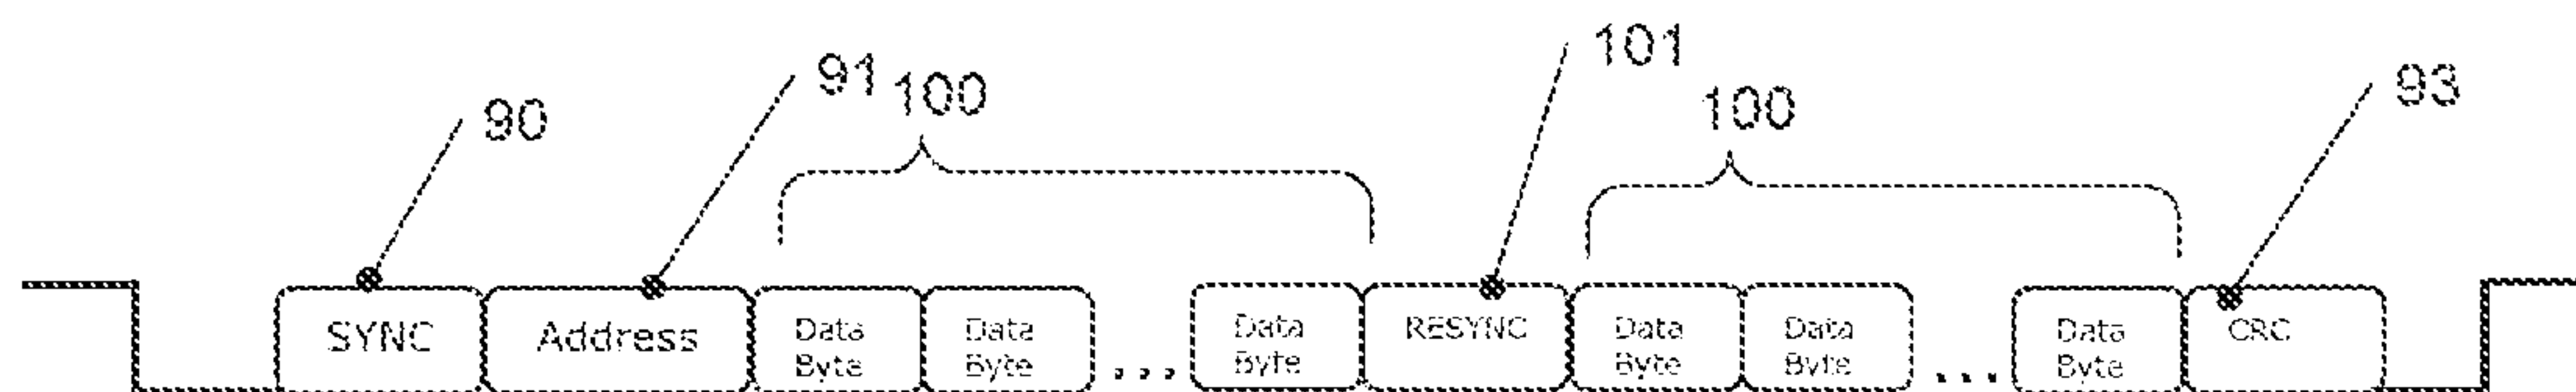 90
91
100
101
100
93
SYNC
Address
Data
Byte
Data
Byte
...
Data
Byte
RESYNC
Data
Byte
Data
Byte
...
Data
Byte
CRC